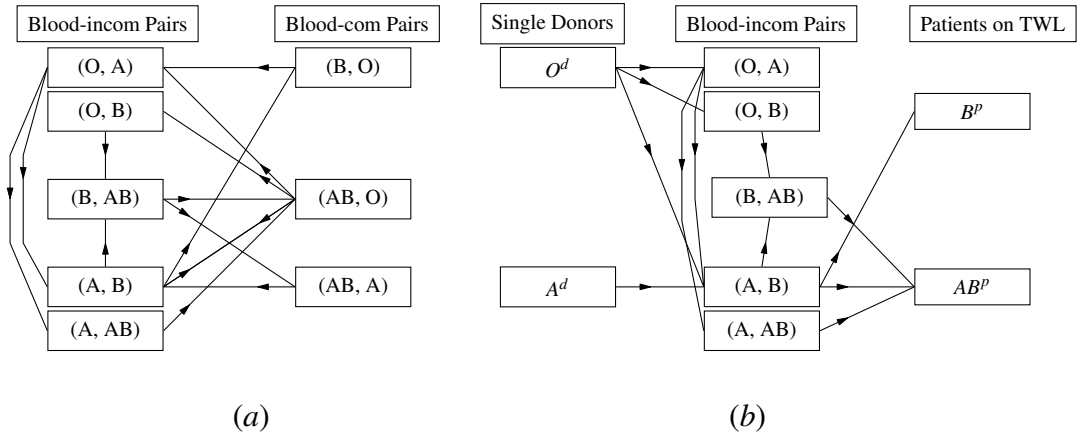 Blood-incom Pairs
Blood-com Pairs
(O, A)
(B, O)
(O, B)
(B, AB)
(AB, O)
(A, B)
(AB, A)
(A, AB)
(a)
Single Donors
Blood-incom Pairs
Patients on TWL
O^d
(O, A)
(O, B)
B^p
(B, AB)
A^d
(A, B)
AB^p
(A, AB)
(b)